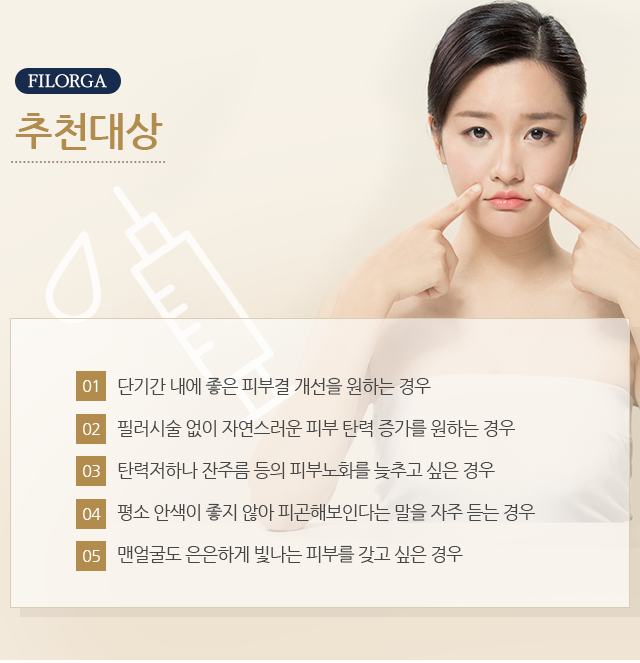 FILORGA
추천대상
01 단기간 내에 좋은 피부결 개선을 원하는 경우
02 필러시술 없이 자연스러운 피부 탄력 증가를 원하는 경우
03 탄력저하나 잔주름 등의 피부노화를 늦추고 싶은 경우
04 평소 안색이 좋지 않아 피곤해보인다는 말을 자주 듣는 경우
05 맨얼굴도 은은하게 빛나는 피부를 갖고 싶은 경우